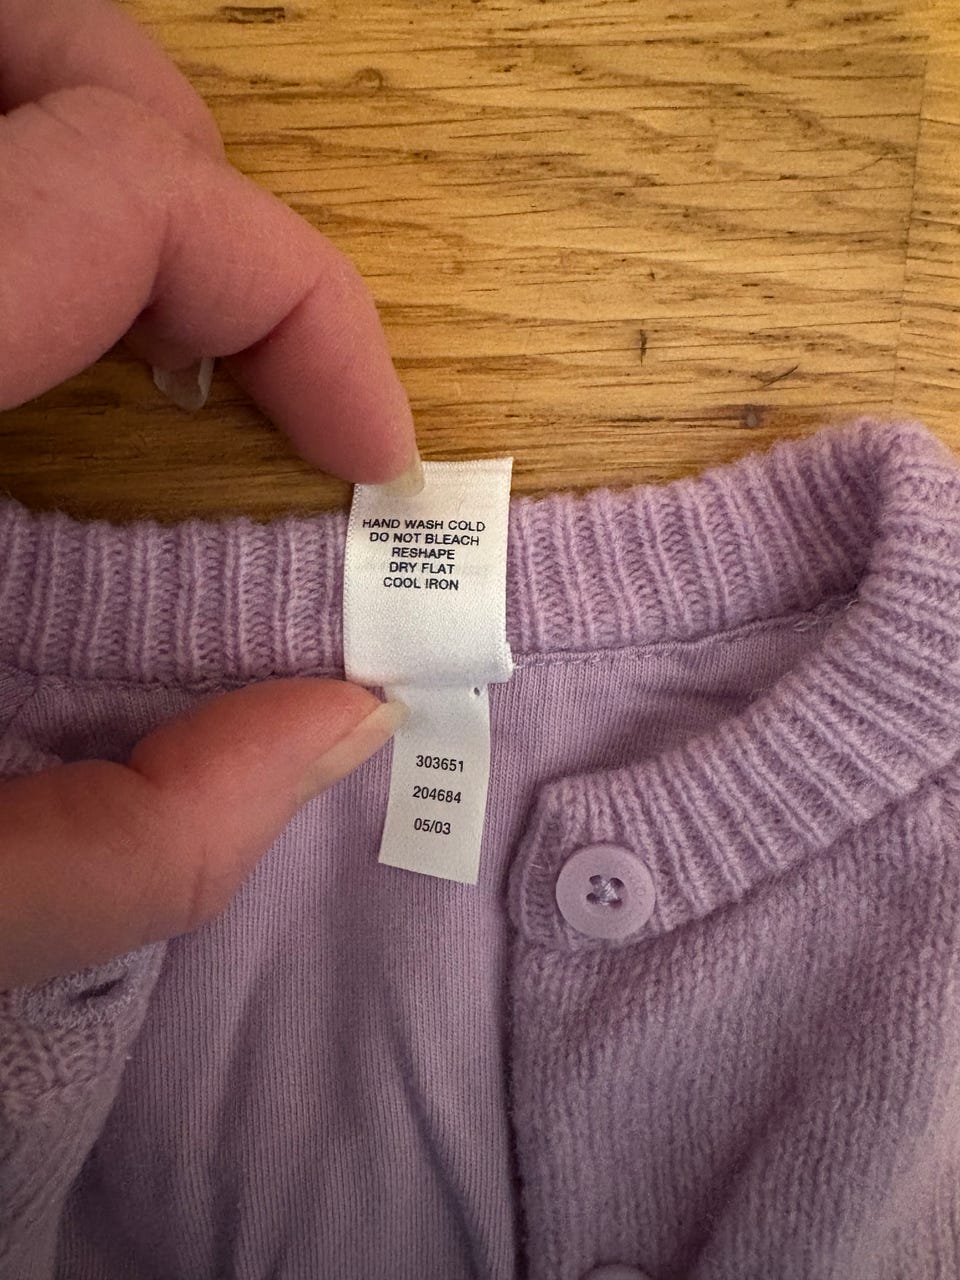 HAND WASH COLD
DO NOT BLEACH
RESHAPE
DRY FLAT
COOL IRON
303651
204684
05/03